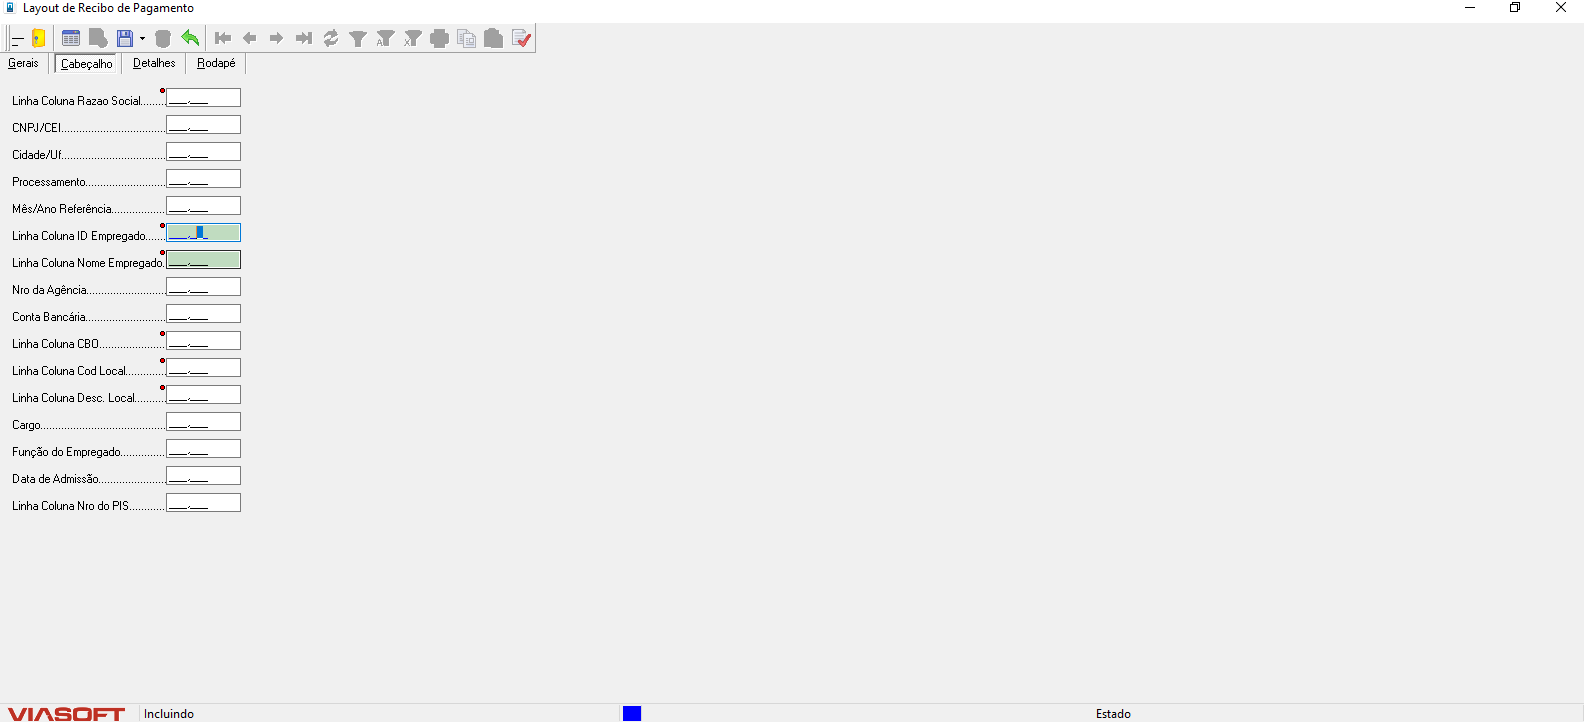 Layout de Recibo de Pagamento
Gerais Cabeçalho Detalhes Rodapé
Linha Coluna Razao Social........ ___,___
CNPJ/CEI................................... ___,___
Cidade/Uf................................... ___,___
Processamento........................... ___,___
Mês/Ano Referência.................. ___,___
Linha Coluna ID Empregado....... ___,___
Linha Coluna Nome Empregado. ___,___
Nro da Agência.......................... ___,___
Conta Bancária........................... ___,___
Linha Coluna CBO...................... ___,___
Linha Coluna Cod Local............. ___,___
Linha Coluna Desc. Local.......... ___,___
Cargo.......................................... ___,___
Função do Empregado............... ___,___
Data de Admissão...................... ___,___
Linha Coluna Nro do PIS............ ___,___
VIASOFT Incluindo Estado